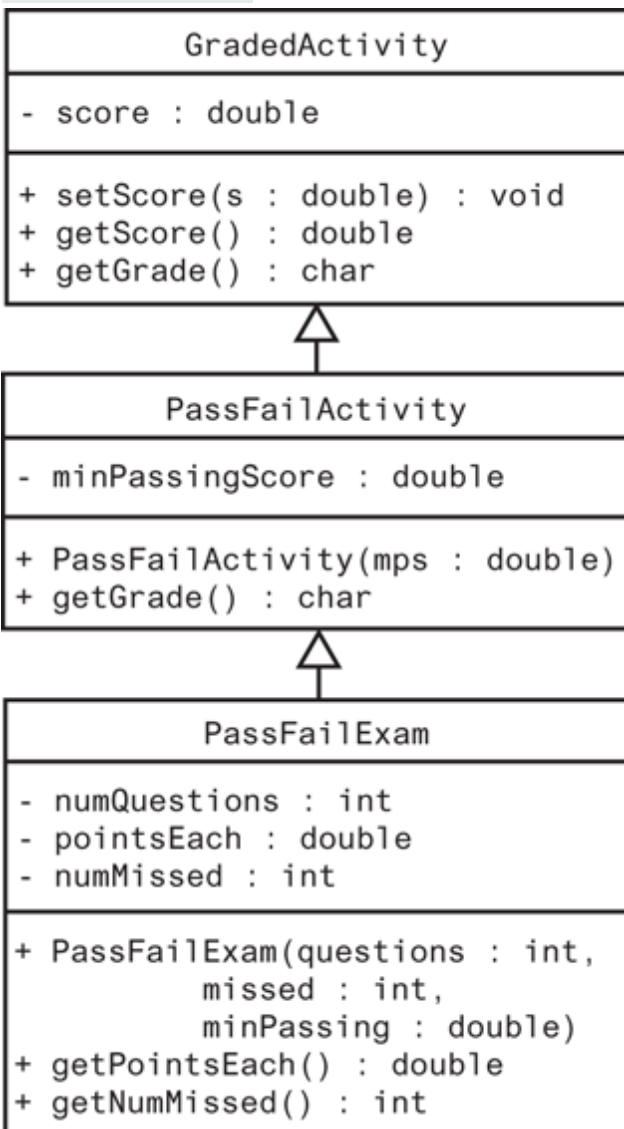 GradedActivity
- score : double
+ setScore(s : double) : void
+ getScore() : double
+ getGrade() : char
PassFailActivity
- minPassingScore : double
+ PassFailActivity(mps : double)
+ getGrade() : char
PassFailExam
- numQuestions : int
- pointsEach : double
- numMissed : int
+ PassFailExam(questions : int,
missed : int,
minPassing : double)
+ getPointsEach() : double
+ getNumMissed() : int